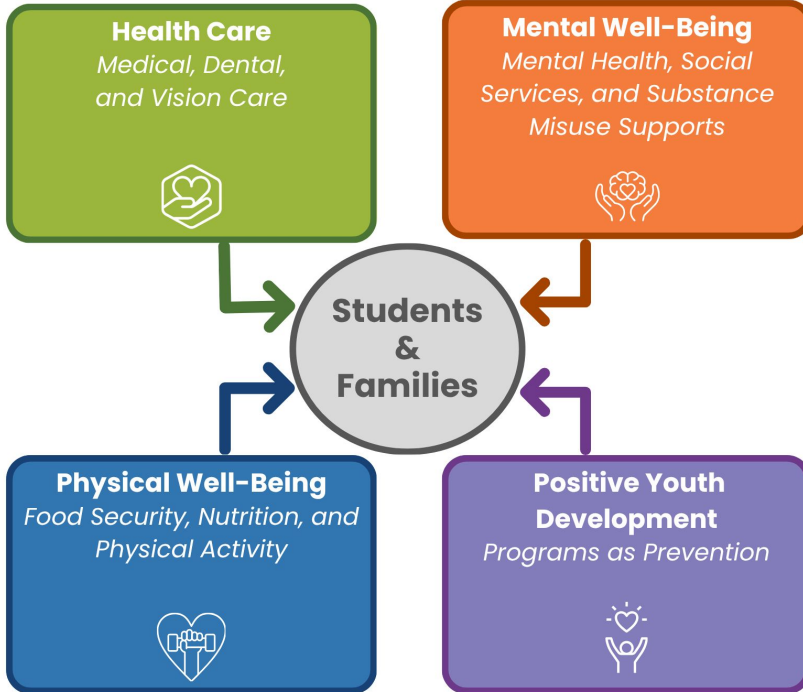 Health Care
Medical, Dental,
and Vision Care
Mental Well-Being
Mental Health, Social
Services, and Substance
Misuse Supports
Students
&
Families
Physical Well-Being
Food Security, Nutrition, and
Physical Activity
Positive Youth
Development
Programs as Prevention